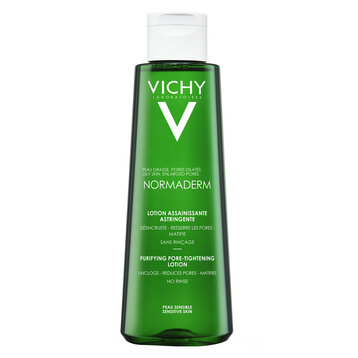 VICHY
LABORATOIRES
PEAU GRASSE, PORES DILATÉS
OILY SKIN, ENLARGED PORES
NORMADERM
LOTION ASSAINISSANTE
ASTRINGENTE
DÉSINCRUSTE - RESSERRE LES PORES -
MATIFIE
SANS RINÇAGE
PURIFYING PORE-TIGHTENING
LOTION
UNCLOGS - REDUCES PORES - MATIFIES
NO RINSE
PEAU SENSIBLE
SENSITIVE SKIN